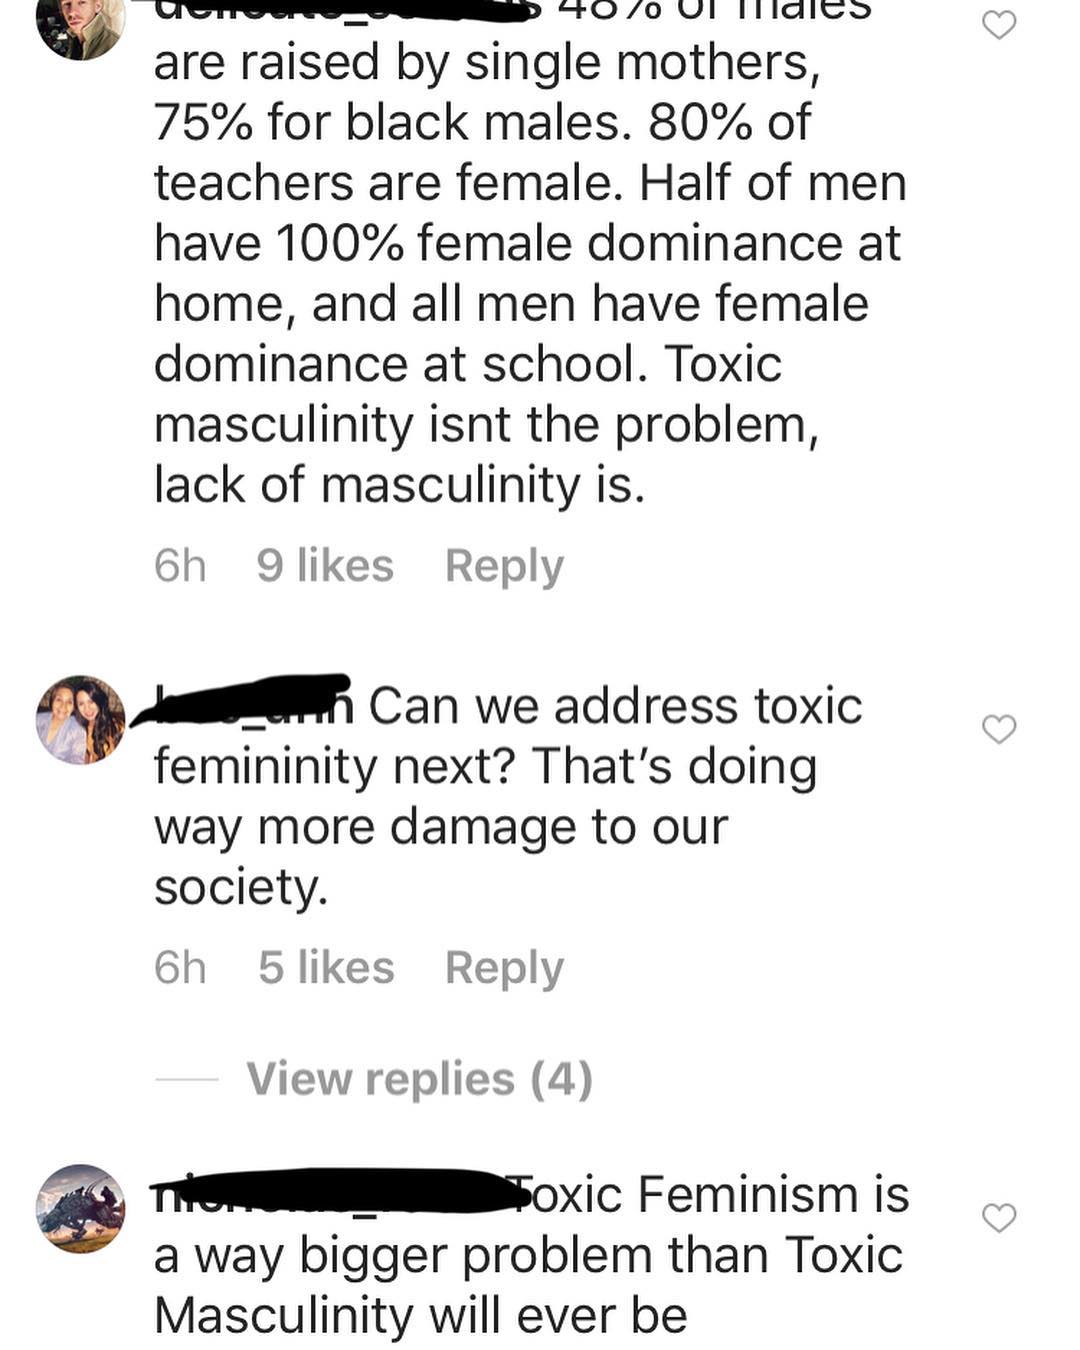 48% of males
are raised by single mothers,
75% for black males. 80% of
teachers are female. Half of men
have 100% female dominance at
home, and all men have female
dominance at school. Toxic
masculinity isnt the problem,
lack of masculinity is.
6h 9 likes Reply
Can we address toxic
femininity next? That's doing
way more damage to our
society.
6h 5 likes Reply
View replies (4)
Toxic Feminism is
a way bigger problem than Toxic
Masculinity will ever be